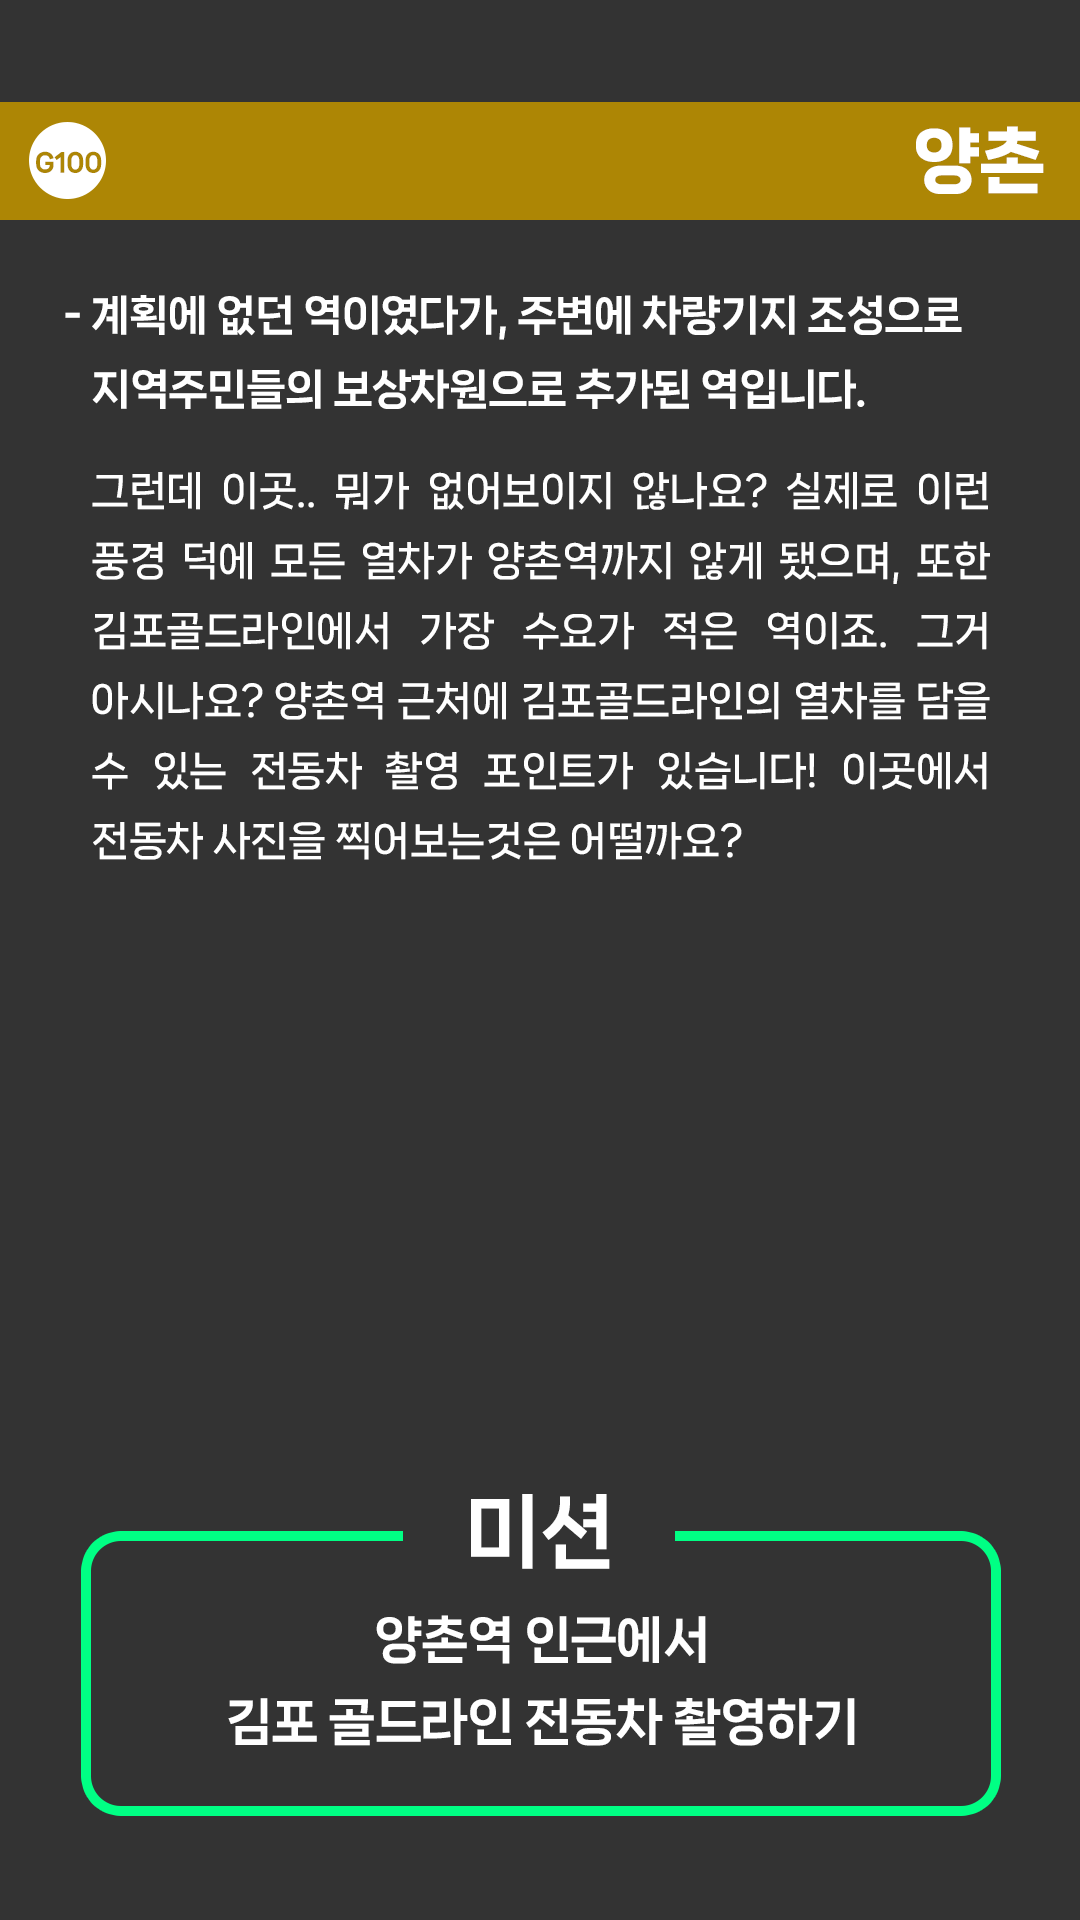 G100
양촌
- 계획에 없던 역이였다가, 주변에 차량기지 조성으로
지역주민들의 보상차원으로 추가된 역입니다.
그런데 이곳.. 뭐가 없어보이지 않나요? 실제로 이런
풍경 덕에 모든 열차가 양촌역까지 않게 됐으며, 또한
김포골드라인에서 가장 수요가 적은 역이죠. 그거
아시나요? 양촌역 근처에 김포골드라인의 열차를 담을
수 있는 전동차 촬영 포인트가 있습니다! 이곳에서
전동차 사진을 찍어보는것은 어떨까요?
미션
양촌역 인근에서
김포 골드라인 전동차 촬영하기